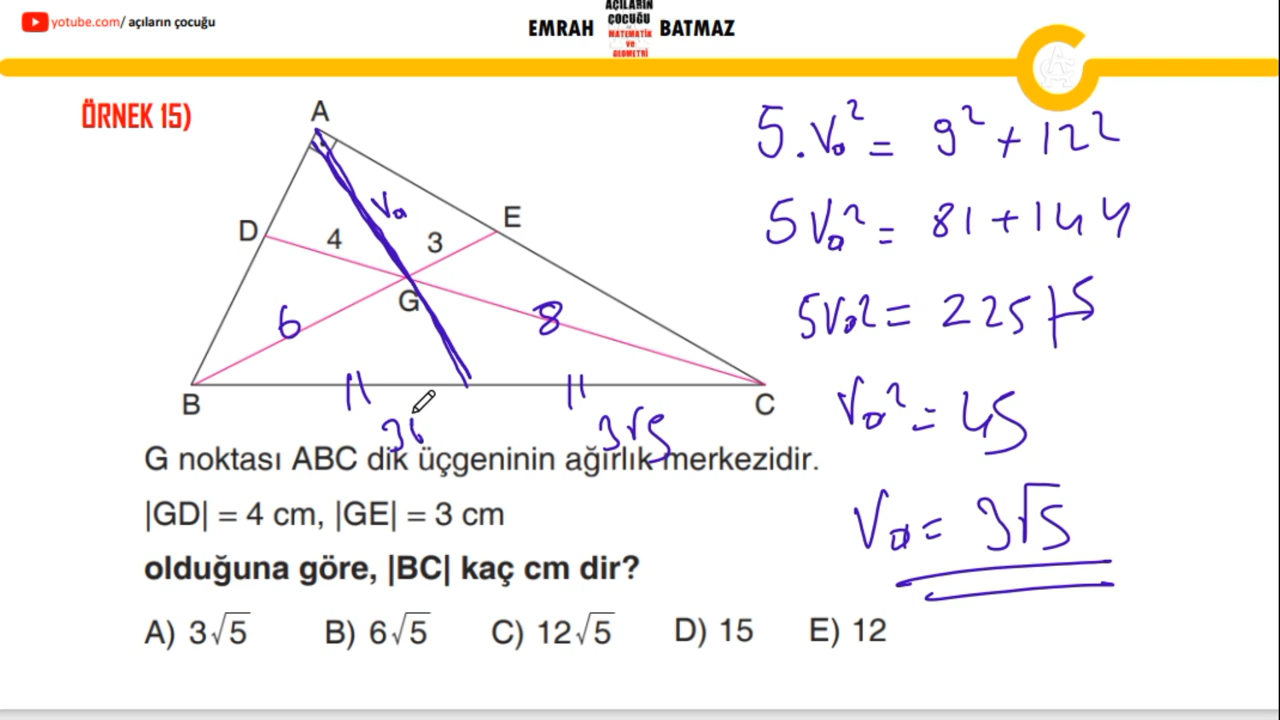 yotube.com/ açıların çocuğu
EMRAH AÇILARIN ÇOCUĞU MATEMATİK ve GEOMETRİ BATMAZ
ÖRNEK 15)
A
D
E
4
3
Va
G
6
8
B
C
3√5
G noktası ABC dik üçgeninin ağırlık merkezidir.
|GD| = 4 cm, |GE| = 3 cm
olduğuna göre, |BC| kaç cm dir?
A) 3√5 B) 6√5 C) 12√5 D) 15 E) 12
5.Va² = 9² + 12²
5Va² = 81 + 144
5Va² = 225 /5
Va² = 45
Va = 3√5